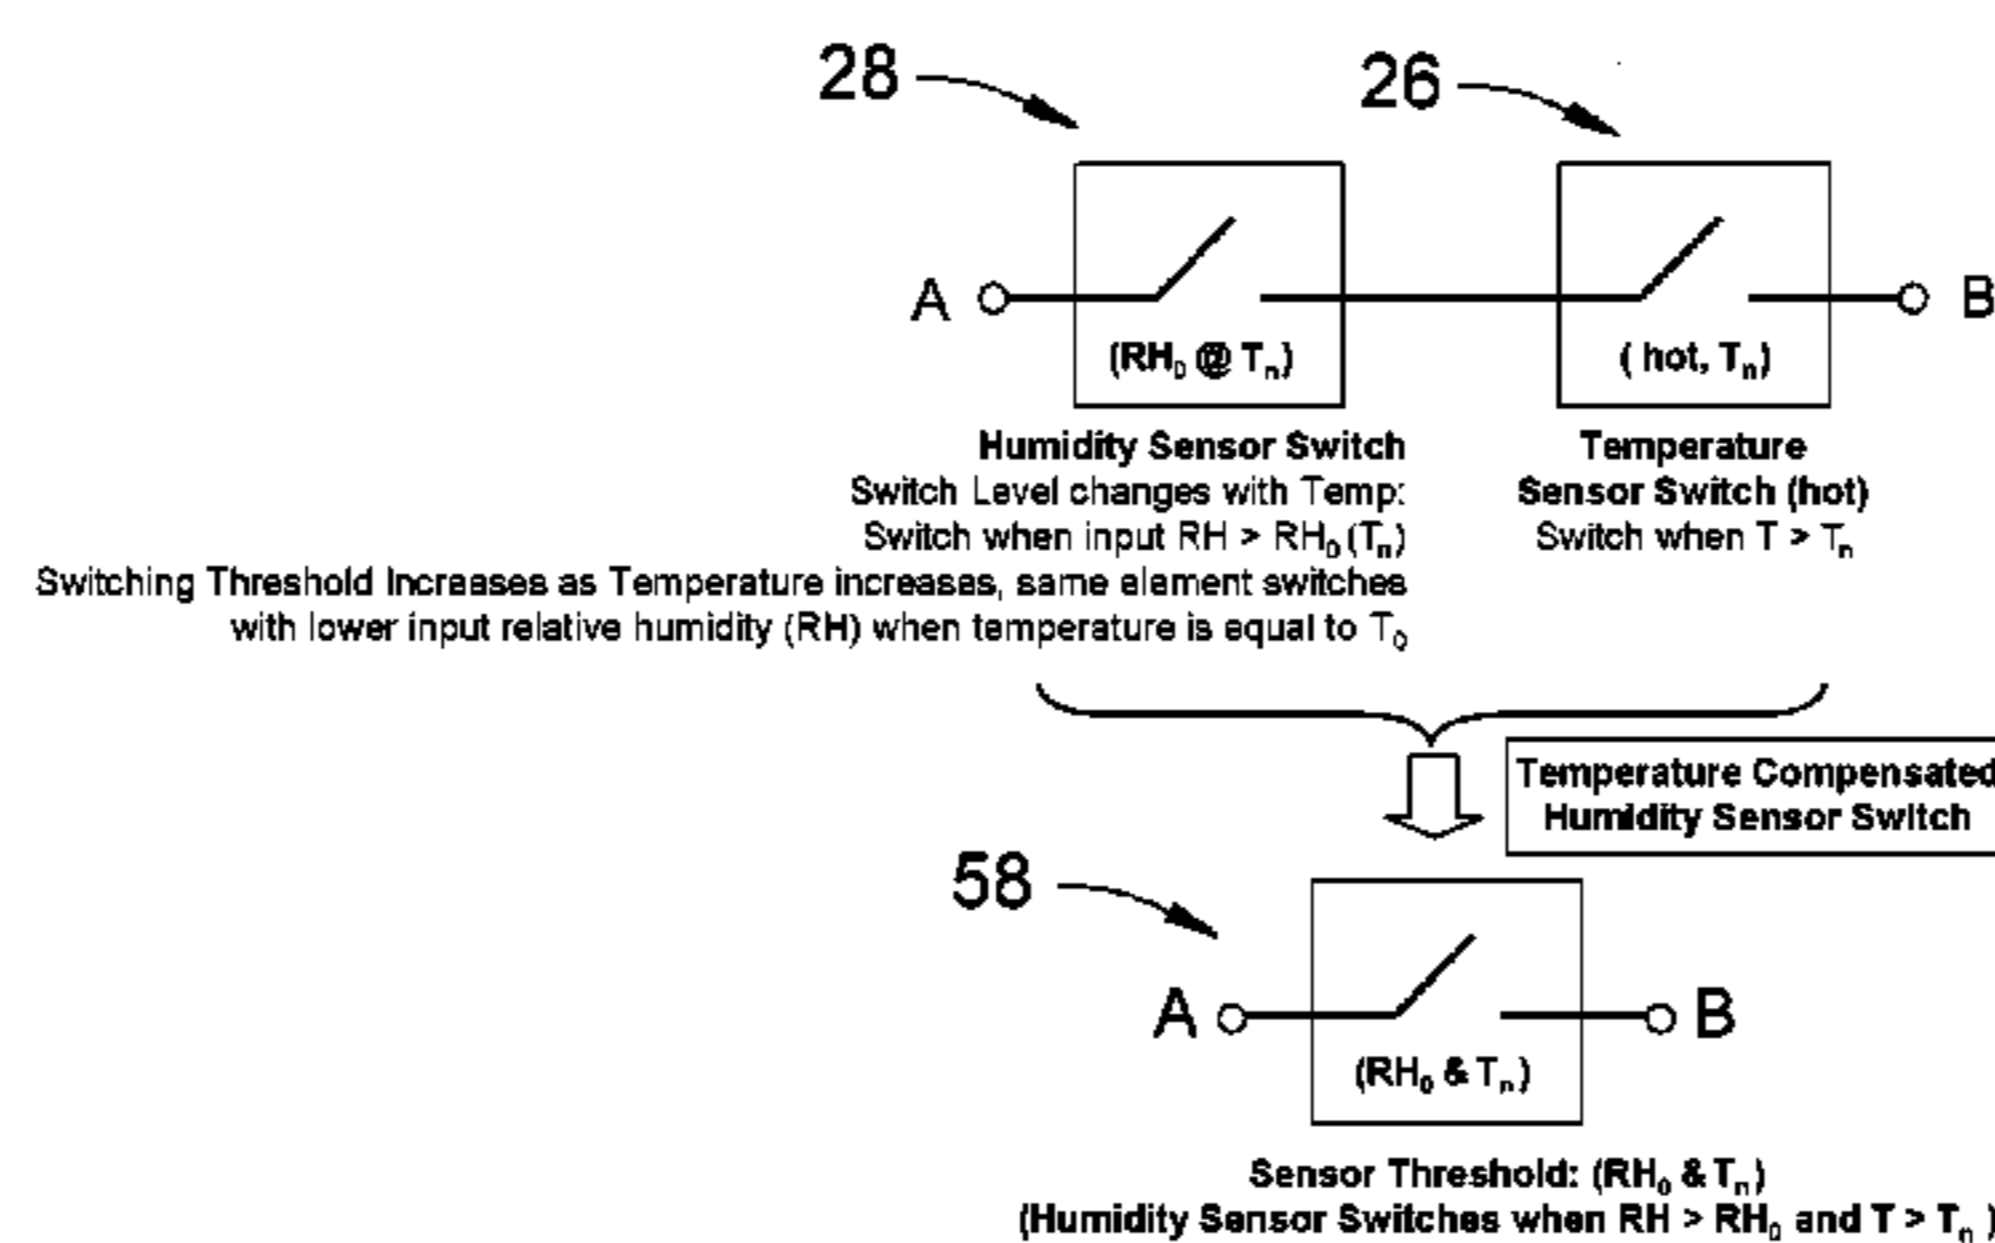 28
26
A
B
(RH₀ @ Tₙ)
( hot, Tₙ)
Humidity Sensor Switch
Switch Level changes with Temp:
Switch when input RH > RH₀ (Tₙ)
Switching Threshold Increases as Temperature increases, same element switches
with lower input relative humidity (RH) when temperature is equal to T₀
Temperature
Sensor Switch (hot)
Switch when T > Tₙ
Temperature Compensated
Humidity Sensor Switch
58
A
B
(RH₀ & Tₙ)
Sensor Threshold: (RH₀ & Tₙ)
(Humidity Sensor Switches when RH > RH₀ and T > Tₙ )